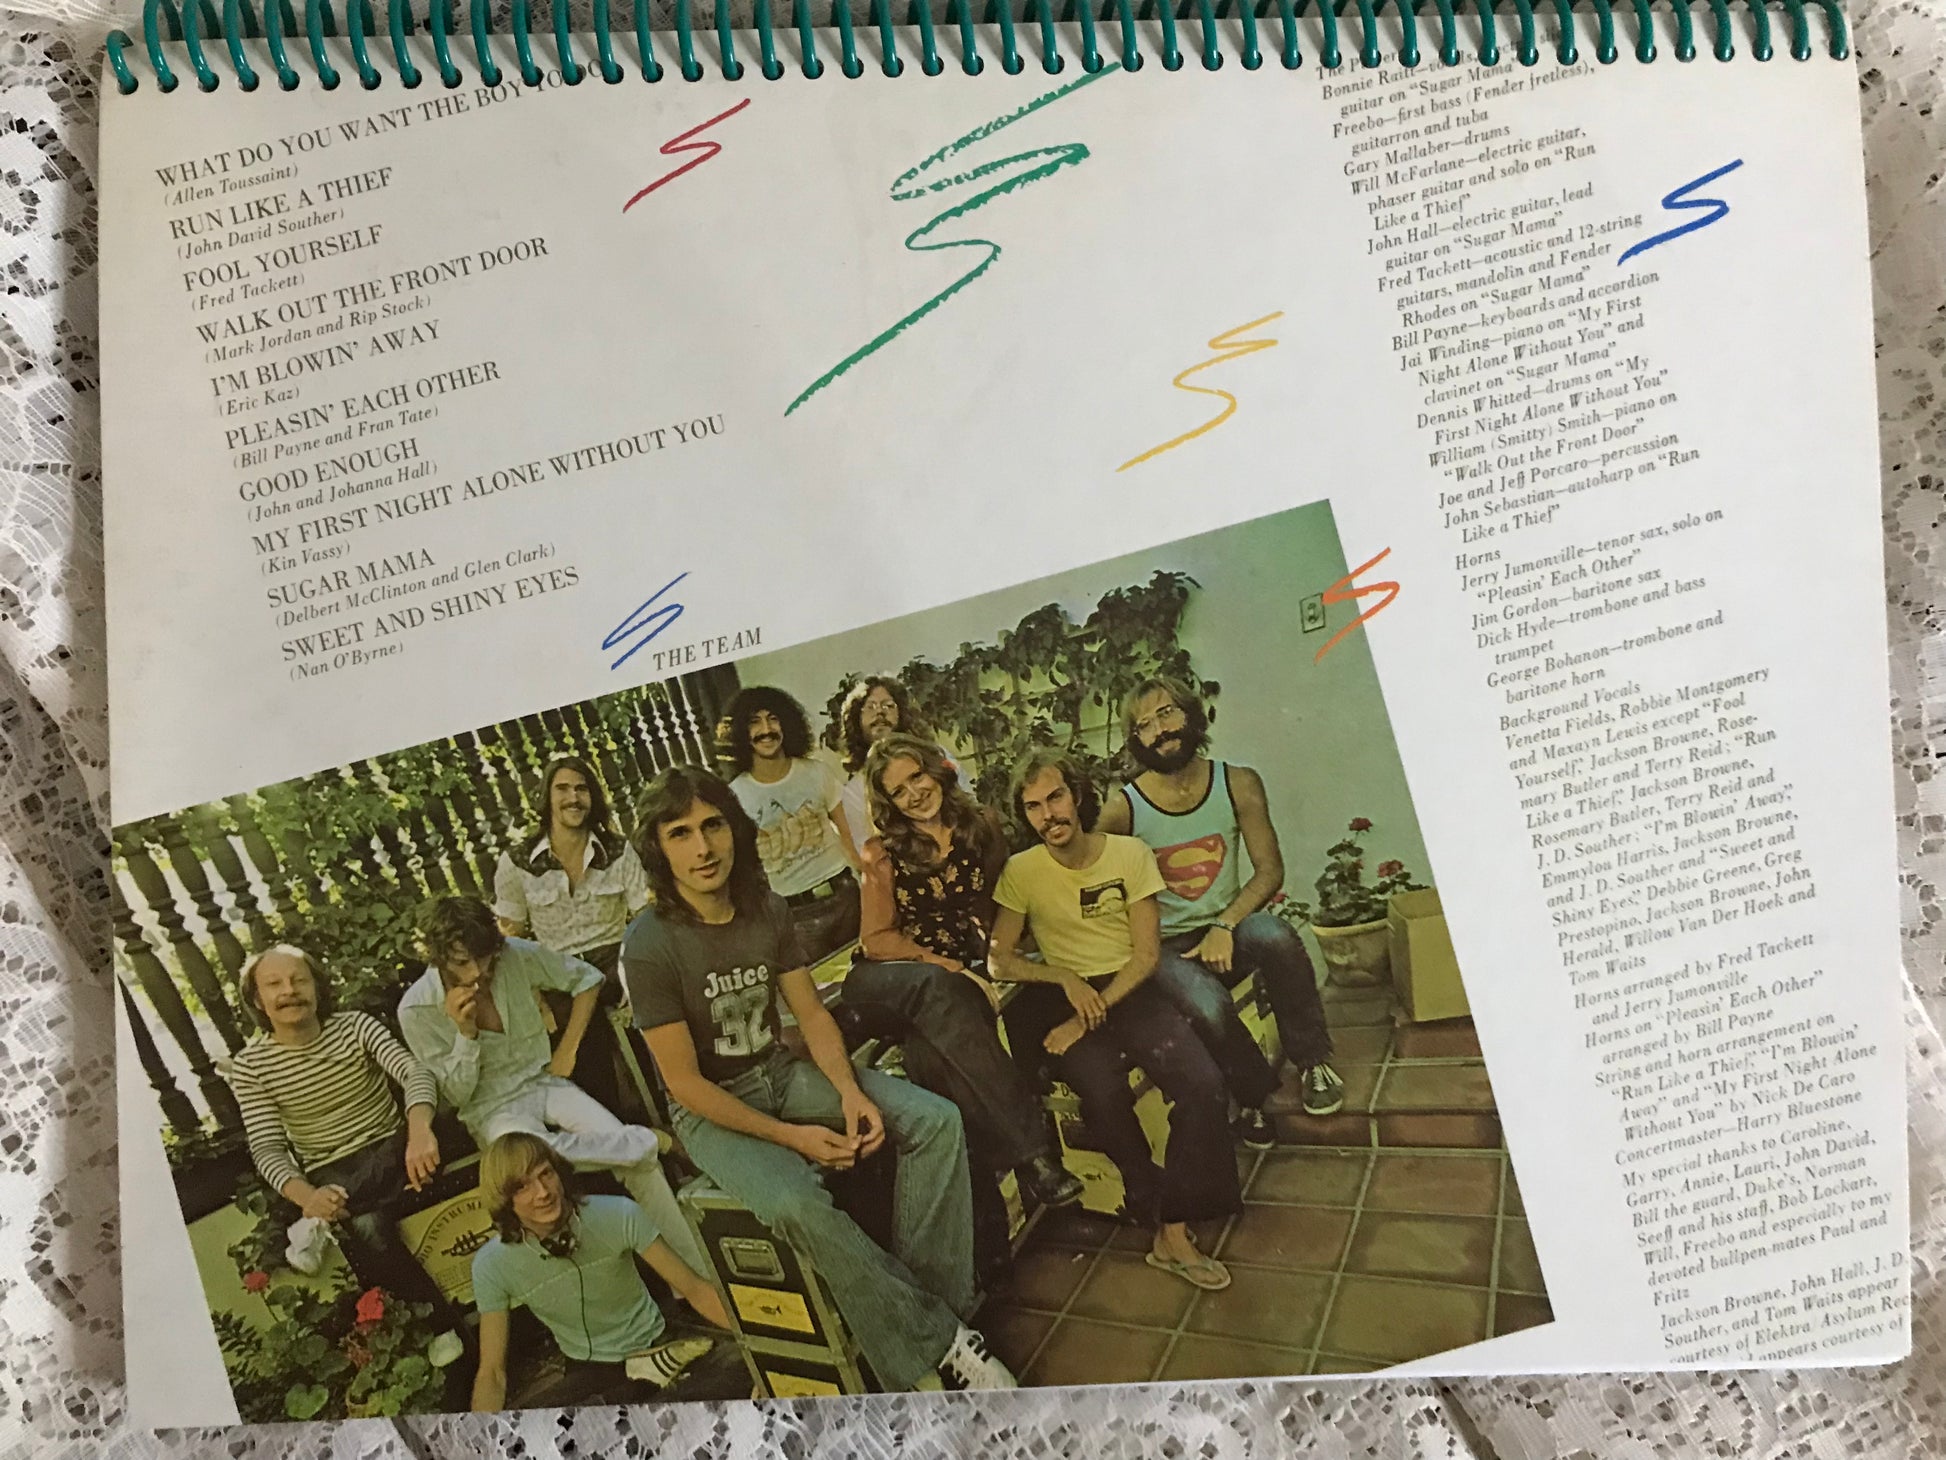 WHAT DO YOU WANT THE BOY TO DO
(Allen Toussaint)
RUN LIKE A THIEF
(John David Souther)
FOOL YOURSELF
(Fred Tackett)
WALK OUT THE FRONT DOOR
(Mark Jordan and Rip Stock)
I'M BLOWIN' AWAY
(Eric Kaz)
PLEASIN' EACH OTHER
(Bill Payne and Fran Tate)
GOOD ENOUGH
(John and Johanna Hall)
MY FIRST NIGHT ALONE WITHOUT YOU
(Kin Vassy)
SUGAR MAMA
(Delbert McClinton and Glen Clark)
SWEET AND SHINY EYES
(Nan O'Byrne)
THE TEAM
Juice
32
The
Bonnie Raitt—vocals,
guitar on "Sugar Mama"
Freebo—first bass (Fender fretless),
guitarron and tuba
Gary Mallaber—drums
Will McFarlane—electric guitar,
phaser guitar and solo on "Run
Like a Thief"
John Hall—electric guitar, lead
guitar on "Sugar Mama"
Fred Tackett—acoustic and 12-string
guitars, mandolin and Fender
Rhodes on "Sugar Mama"
Bill Payne—keyboards and accordion
Jai Winding—piano on "My First
Night Alone Without You" and
clavinet on "Sugar Mama"
Dennis Whitted—drums on "My
First Night Alone Without You"
William (Smitty) Smith—piano on
"Walk Out the Front Door"
Joe and Jeff Porcaro—percussion
John Sebastian—autoharp on "Run
Like a Thief"
Horns
Jerry Jumonville—tenor sax, solo on
"Pleasin' Each Other"
Jim Gordon—baritone sax
Dick Hyde—trombone and bass
trumpet
George Bohanon—trombone and
baritone horn
Background Vocals
Venetta Fields, Robbie Montgomery
and Maxayn Lewis except "Fool
Yourself," Jackson Browne, Rose-
mary Butler and Terry Reid; "Run
Like a Thief," Jackson Browne,
Rosemary Butler, Terry Reid and
J. D. Souther; "I'm Blowin' Away,"
Emmylou Harris, Jackson Browne,
and J. D. Souther and "Sweet and
Shiny Eyes," Debbie Greene, Greg
Prestopino, Jackson Browne, John
Herald, Willow Van Der Hoek and
Tom Waits
Horns arranged by Fred Tackett
and Jerry Jumonville
Horns on "Pleasin' Each Other"
arranged by Bill Payne
String and horn arrangement on
"Run Like a Thief," "I'm Blowin'
Away" and "My First Night Alone
Without You" by Nick De Caro
Concertmaster—Harry Bluestone
My special thanks to Caroline,
Garry, Annie, Lauri, John David,
Bill the guard, Duke's, Norman
Seeff and his staff, Bob Lockart,
Will, Freebo and especially to my
devoted bullpen-mates Paul and
Fritz
Jackson Browne, John Hall, J. D.
Souther, and Tom Waits appear
courtesy of Elektra/Asylum Rec
appears courtesy of